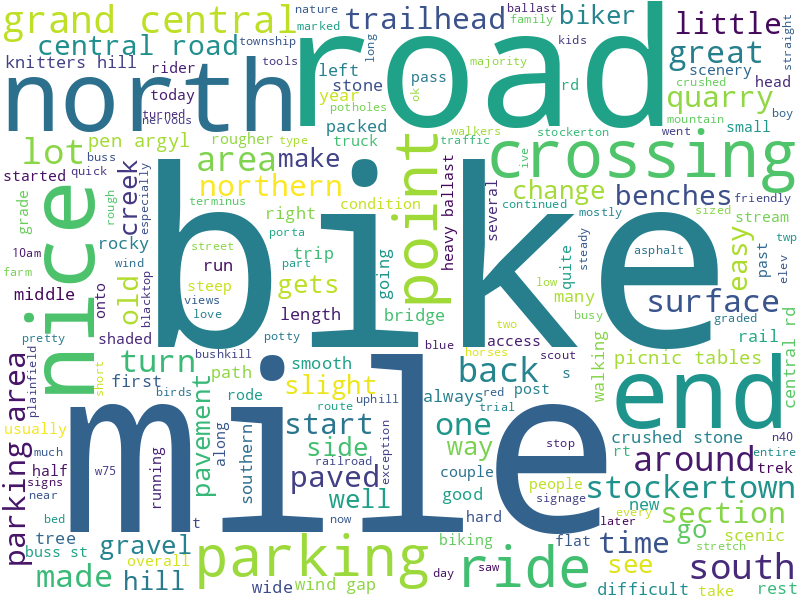 grand central
nature
ballast
marked
family
long
trailhead
biker
little
straight
central road
township
tools
kids
road
great
knitters hill
rider
left
stone
pass
majority
crushed
scenery
head
north
today
year
ok
rd
quarry
boy
turned
net woods
potholes
mountain
lot
pen argyl
rougher
type
packed
truck
traffic
walkers
stockerton
went
small
buss
area
make
point
crossing
started
quick
creek
especially
northern
condition
ive
change
benches
friendly
grade
nice
rough
terminus
right
heavy ballast
several
continued
mostly
sized
stream
rocky
street
porta
trip
going
bike
asphalt
easy
past
twp
10am
wind
run
part
quite
steady
elev
farm
old
onto
blacktop
steep
gets
low
many
surface
middle
views
length
bridge
two
busy
graded
pretty
shaded
love
potty
blue
access
rail
plainfield
turn
bushkill
smooth
horses
scout
walking
picnic tables
central rd
first
path
slight
back
s
short
birds
rode
uphill
always
red
post
end
parking area
usually
pavement
along
southern
route
start
one
trial
crushed stone
much
mile
side
way
rt
around
half
w75
running
railroad
exception
stop
n40
signs
paved
couple
new
entire
near
well
good
people
section
trek
stockertown
bed
t
now
hard
signage
every
later
tree
gravel
biking
flat
time
go
scenic
buss st
overall
parking
ride
see
stretch
south
made
hill
wide
wind gap
day
saw
difficult
take
rest